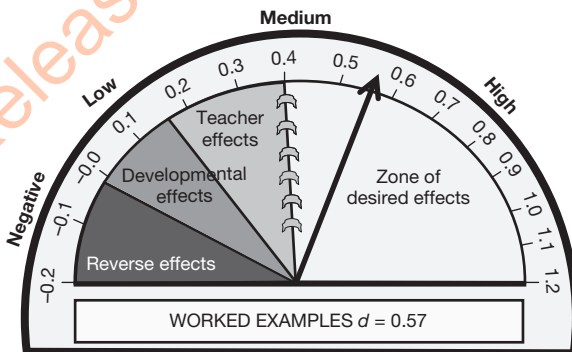 Medium
Low
High
Negative
–0.2
–0.1
–0.0
0.1
0.2
0.3
0.4
0.5
0.6
0.7
0.8
0.9
1.0
1.1
1.2
Teacher
effects
Developmental
effects
Reverse effects
Zone of
desired effects
WORKED EXAMPLES d = 0.57